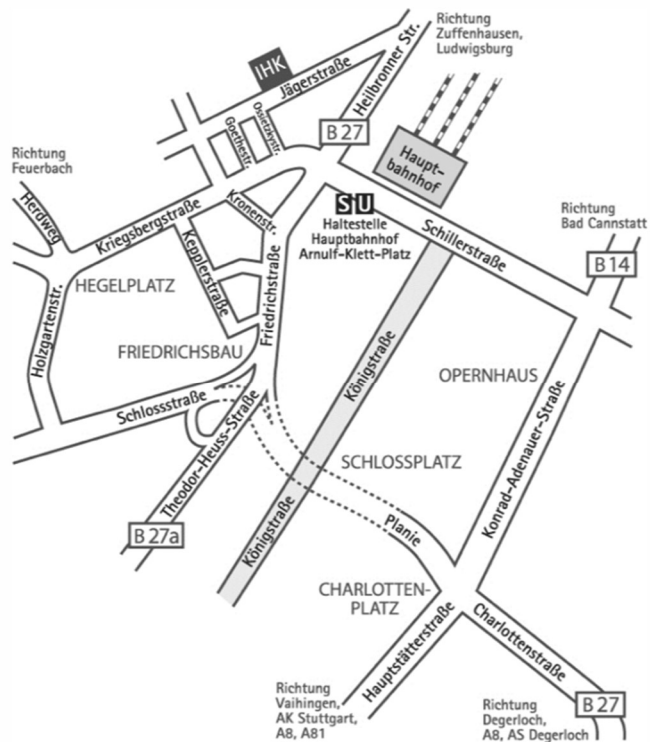 Richtung
Zuffenhausen,
Ludwigsburg
IHK
Jägerstraße
Heilbronner Str.
Ossietzkystr.
Goethestr.
B 27
Haupt-
bahnhof
Richtung
Feuerbach
Herdweg
Kriegsbergstraße
Kronenstr.
S U
Haltestelle
Hauptbahnhof
Arnulf-Klett-Platz
Schillerstraße
Richtung
Bad Cannstatt
B 14
Kepplerstraße
HEGELPLATZ
Friedrichstraße
Holzgartenstr.
FRIEDRICHSBAU
Königstraße
OPERNHAUS
Schlossstraße
Theodor-Heuss-Straße
Konrad-Adenauer-Straße
SCHLOSSPLATZ
B 27a
Königstraße
Planie
CHARLOTTEN-
PLATZ
Hauptstätterstraße
Charlottenstraße
Richtung
Vaihingen,
AK Stuttgart,
A8, A81
Richtung
Degerloch,
A8, AS Degerloch
B 27